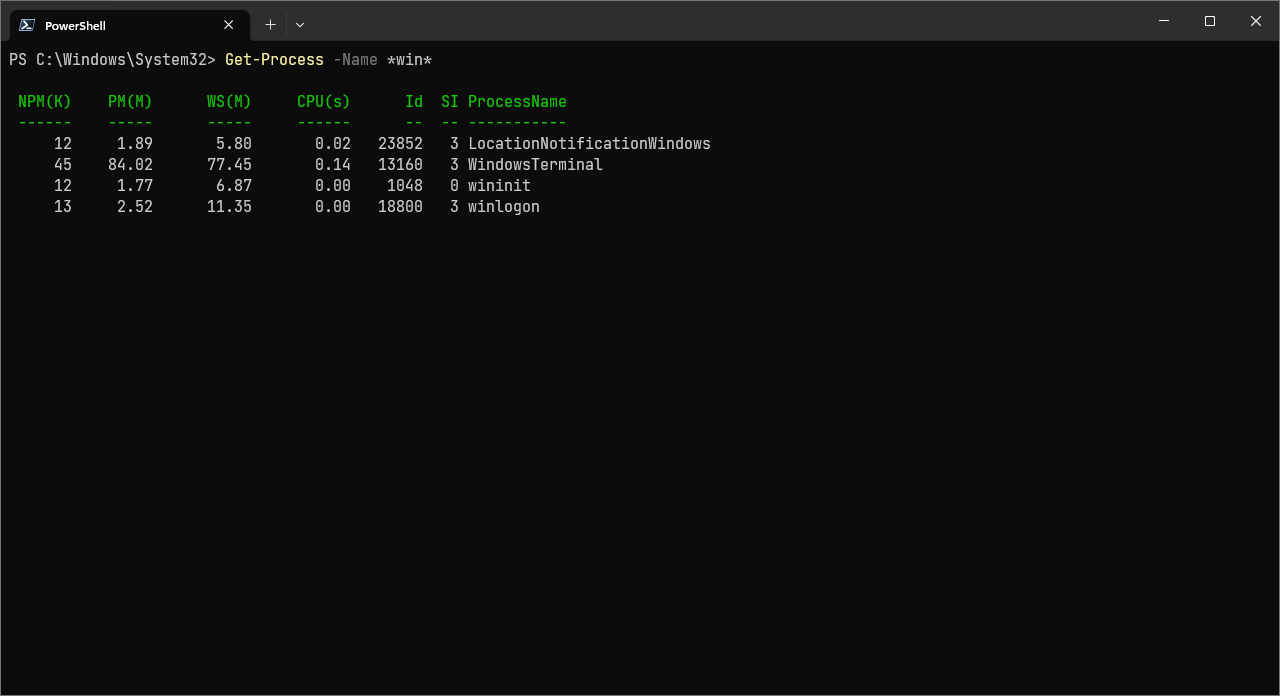 PowerShell
PS C:\Windows\System32> Get-Process -Name *win*
 NPM(K)    PM(M)      WS(M)     CPU(s)      Id  SI ProcessName
 ------    -----      -----     ------      --  -- -----------
     12     1.89       5.80       0.02   23852   3 LocationNotificationWindows
     45    84.02      77.45       0.14   13160   3 WindowsTerminal
     12     1.77       6.87       0.00    1048   0 wininit
     13     2.52      11.35       0.00   18800   3 winlogon